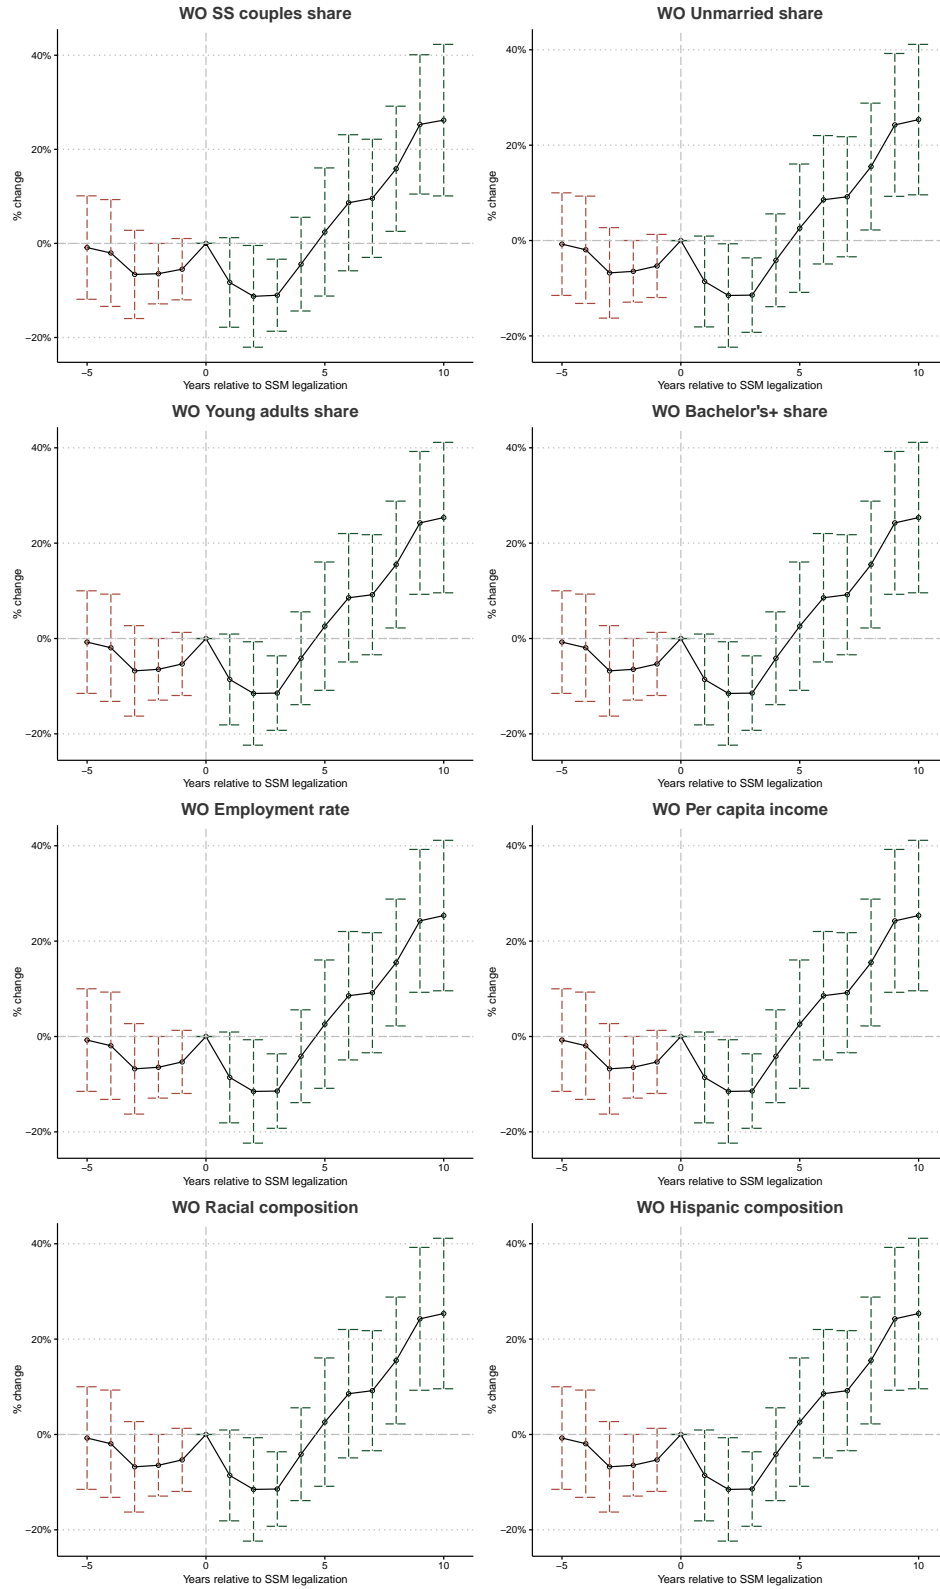 WO SS couples share
WO Unmarried share
40%
20%
0%
−20%
% change
−5
0
5
10
Years relative to SSM legalization
40%
20%
0%
−20%
% change
−5
0
5
10
Years relative to SSM legalization
WO Young adults share
WO Bachelor's+ share
40%
20%
0%
−20%
% change
−5
0
5
10
Years relative to SSM legalization
40%
20%
0%
−20%
% change
−5
0
5
10
Years relative to SSM legalization
WO Employment rate
WO Per capita income
40%
20%
0%
−20%
% change
−5
0
5
10
Years relative to SSM legalization
40%
20%
0%
−20%
% change
−5
0
5
10
Years relative to SSM legalization
WO Racial composition
WO Hispanic composition
40%
20%
0%
−20%
% change
−5
0
5
10
Years relative to SSM legalization
40%
20%
0%
−20%
% change
−5
0
5
10
Years relative to SSM legalization